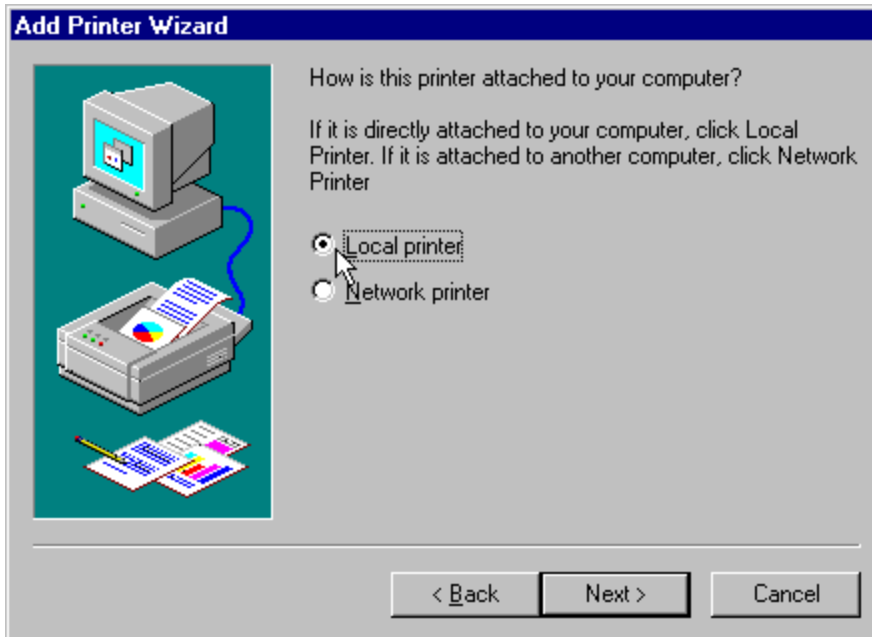 Add Printer Wizard
How is this printer attached to your computer?
If it is directly attached to your computer, click Local
Printer. If it is attached to another computer, click Network
Printer
Local printer
Network printer
< Back
Next >
Cancel